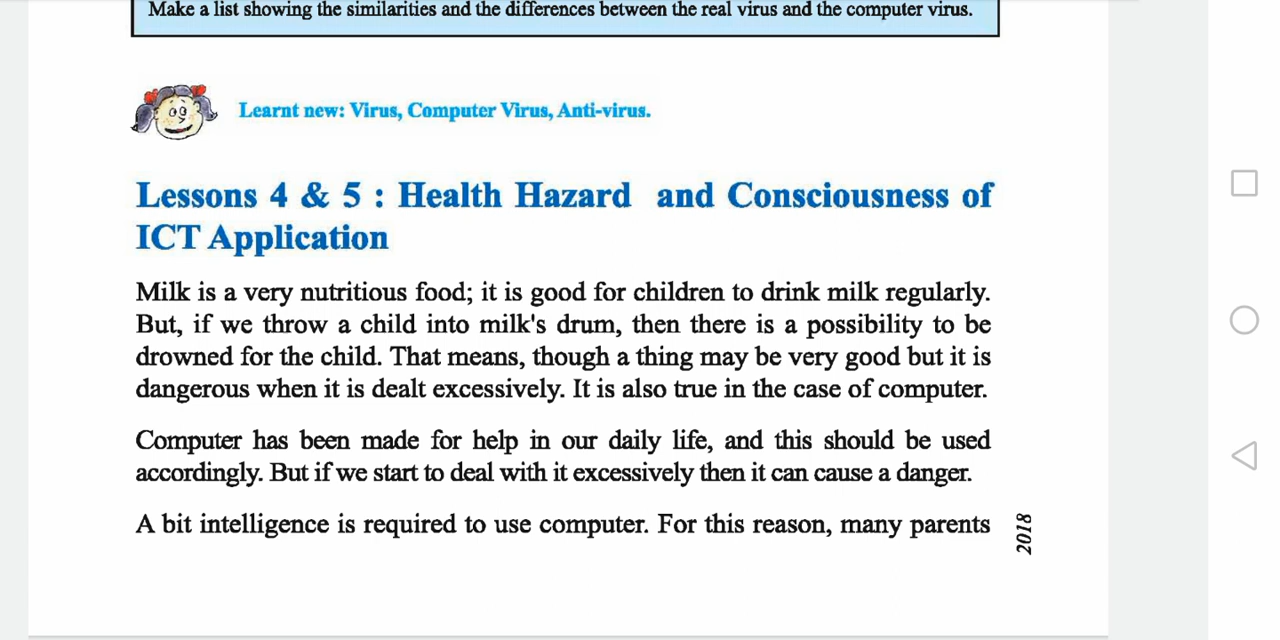 Make a list showing the similarities and the differences between the real virus and the computer virus.
Learnt new: Virus, Computer Virus, Anti-virus.
Lessons 4 & 5 : Health Hazard and Consciousness of
ICT Application
Milk is a very nutritious food; it is good for children to drink milk regularly.
But, if we throw a child into milk's drum, then there is a possibility to be
drowned for the child. That means, though a thing may be very good but it is
dangerous when it is dealt excessively. It is also true in the case of computer.
Computer has been made for help in our daily life, and this should be used
accordingly. But if we start to deal with it excessively then it can cause a danger.
A bit intelligence is required to use computer. For this reason, many parents
2018